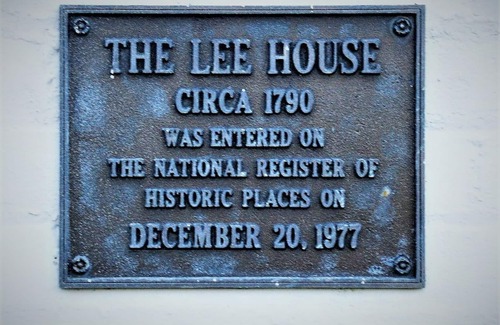 THE LEE HOUSE
CIRCA 1790
WAS ENTERED ON
THE NATIONAL REGISTER OF
HISTORIC PLACES ON
DECEMBER 20, 1977